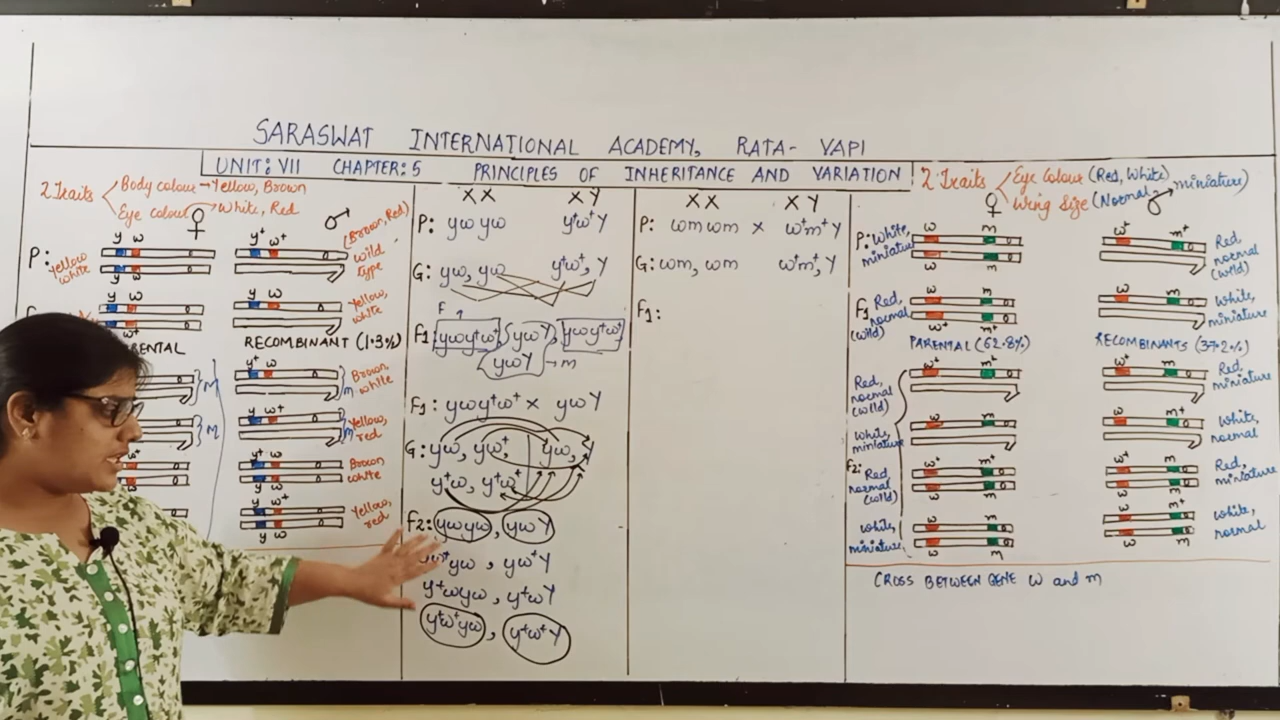 SARASWAT INTERNATIONAL ACADEMY, RATA- VAPI
UNIT: VII CHAPTER: 5 PRINCIPLES OF INHERITANCE AND VARIATION
2 Traits
Body colour → Yellow, Brown
Eye colour → White, Red
♀ ♂
(Brown, Red)
wild type
P:
Yellow white
y w
y w
y+ w+
w
y w
Yellow, white
w+
RECOMBINANT (1.3%)
y+ w
M
Brown, white
m
y w+
M
Yellow, red
m
y+ w
w
y w
Brown white
y w+
y w
Yellow, red
XX XY
P: yw yw y+w+ Y
G: yw, yw y+w+, Y
F1: ywy+w+ ywY ywy+w+
ywY → m
F1: ywy+w+ × ywY
G: yw, yw+, yw, Y
y+w, y+w+
F2: ywyw, ywY
w+yw, yw+Y
y+wyw, y+wY
y+w+yw, y+w+Y
XX XY
P: wm wm × w+m+ Y
G: wm, wm w+m+, Y
F1:
2 Traits
Eye Colour (Red, White)
Wing Size (Normal, miniature)
♀ ♂
P: White, miniature
w m
w m
w+ m+
Red, normal (wild)
F1 Red, normal (wild)
w m
w+ m+
w m
White, miniature
PARENTAL (62.8%)
RECOMBINANTS (37.2%)
Red, normal (wild)
w+ m+
w+ m
Red, miniature
white, miniature
w m
w m+
White, normal
F2:
Red, normal (wild)
w+ m+
w m
w+ m
w m
Red, miniature
white, miniature
w m
w m
w m+
w m
white, normal
CROSS BETWEEN GENE w and m